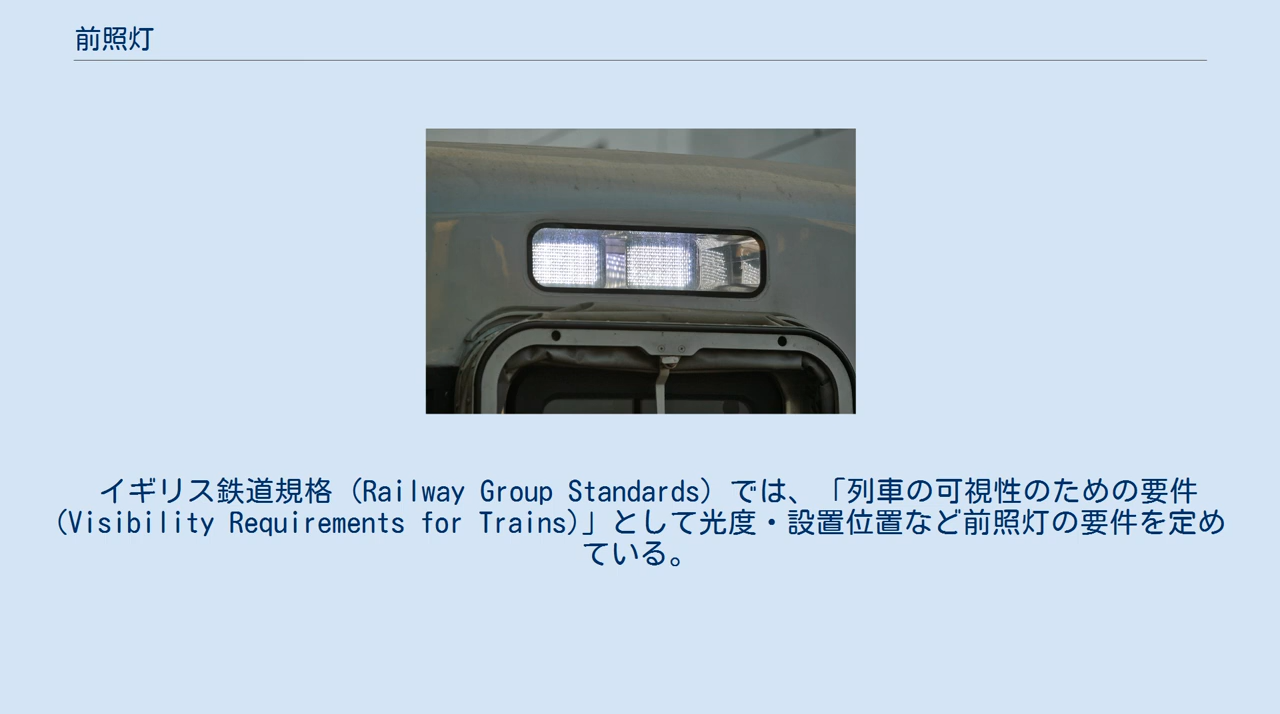 前照灯
イギリス鉄道規格（Railway Group Standards）では、「列車の可視性のための要件
(Visibility Requirements for Trains)」として光度・設置位置など前照灯の要件を定め
ている。